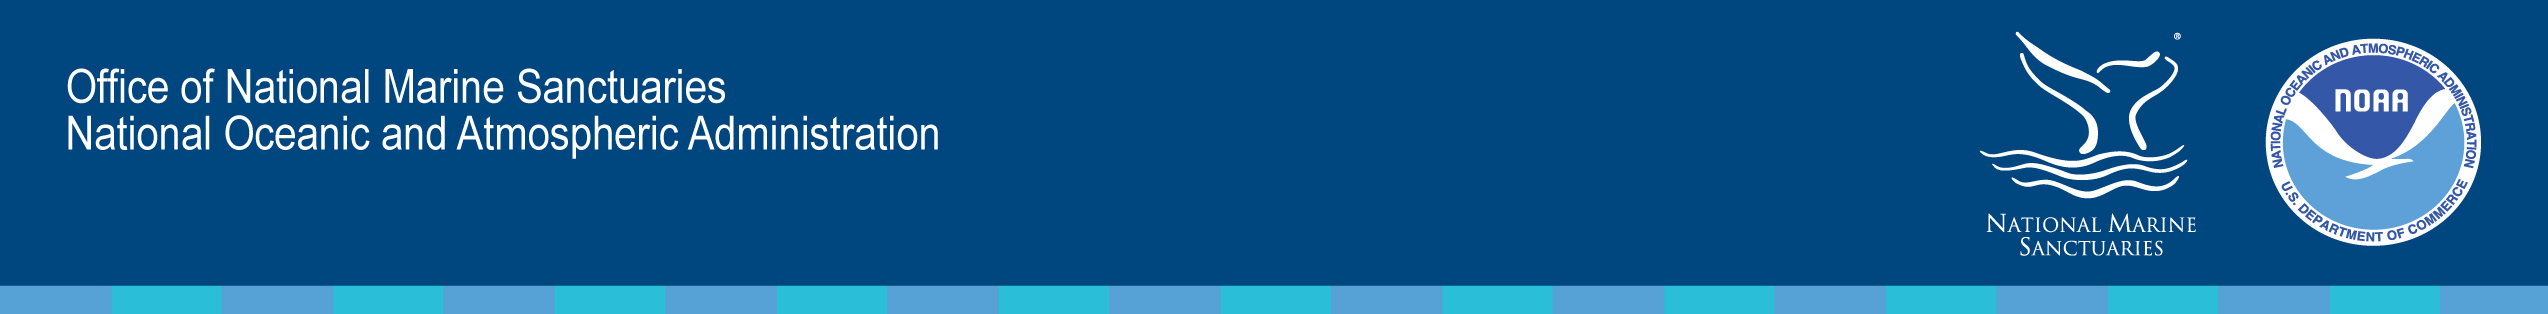 Office of National Marine Sanctuaries
National Oceanic and Atmospheric Administration
®
NATIONAL MARINE
SANCTUARIES
NATIONAL OCEANIC AND ATMOSPHERIC ADMINISTRATION
NOAA
U.S. DEPARTMENT OF COMMERCE